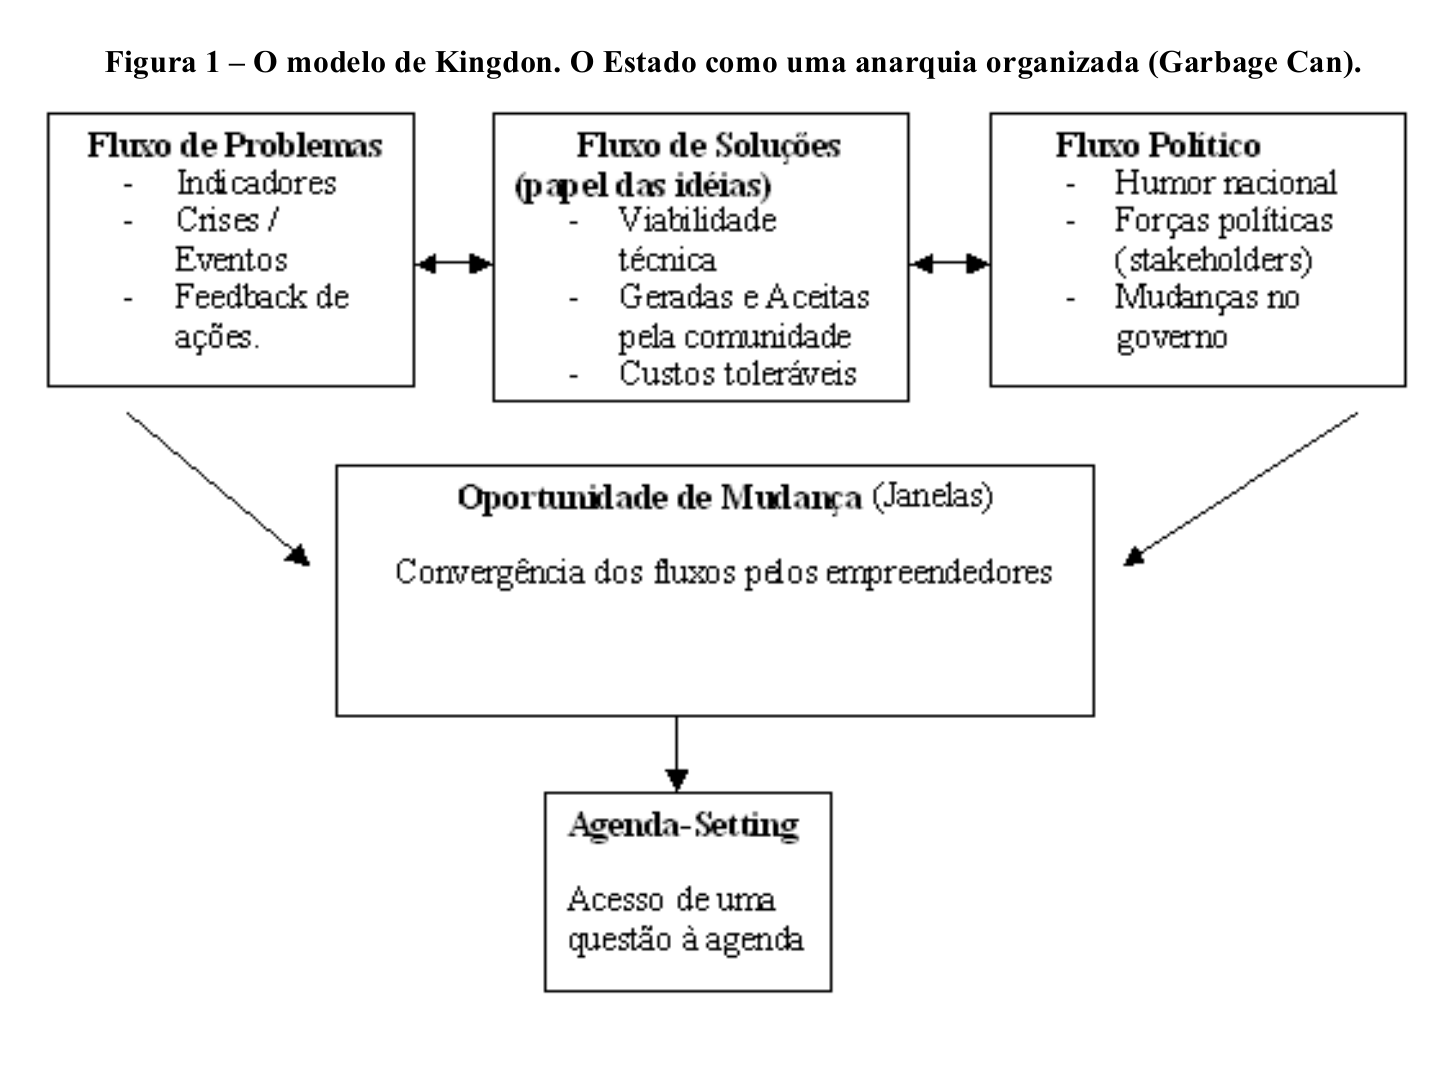 Figura 1 – O modelo de Kingdon. O Estado como uma anarquia organizada (Garbage Can).
Fluxo de Problemas
- Indicadores
- Crises /
Eventos
- Feedback de
ações.
Fluxo de Soluções
(papel das idéias)
- Viabilidade
técnica
- Geradas e Aceitas
pela comunidade
- Custos toleráveis
Fluxo Político
- Humor nacional
- Forças políticas
(stakeholders)
- Mudanças no
governo
Oportunidade de Mudança (Janelas)
Convergência dos fluxos pelos empreendedores
Agenda-Setting
Acesso de uma
questão à agenda